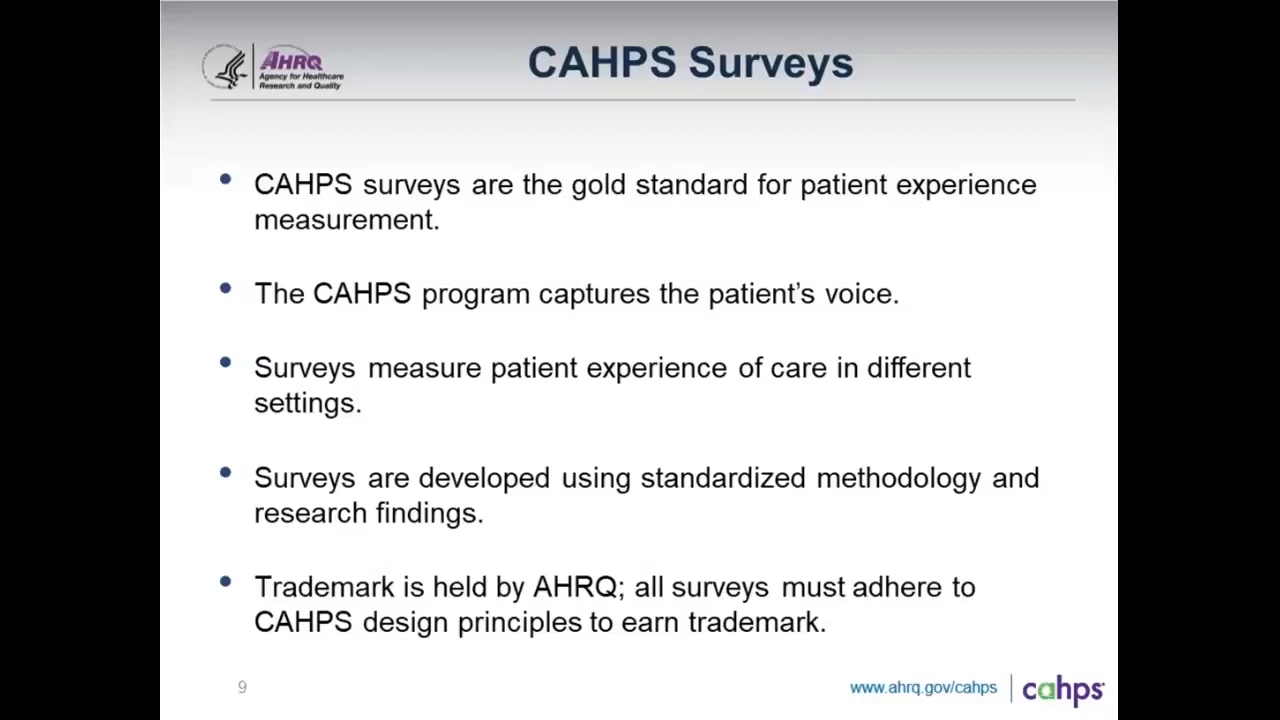 AHRQ
Agency for Healthcare
Research and Quality
CAHPS Surveys
• CAHPS surveys are the gold standard for patient experience
measurement.
• The CAHPS program captures the patient’s voice.
• Surveys measure patient experience of care in different
settings.
• Surveys are developed using standardized methodology and
research findings.
• Trademark is held by AHRQ; all surveys must adhere to
CAHPS design principles to earn trademark.
9
www.ahrq.gov/cahps
cahps